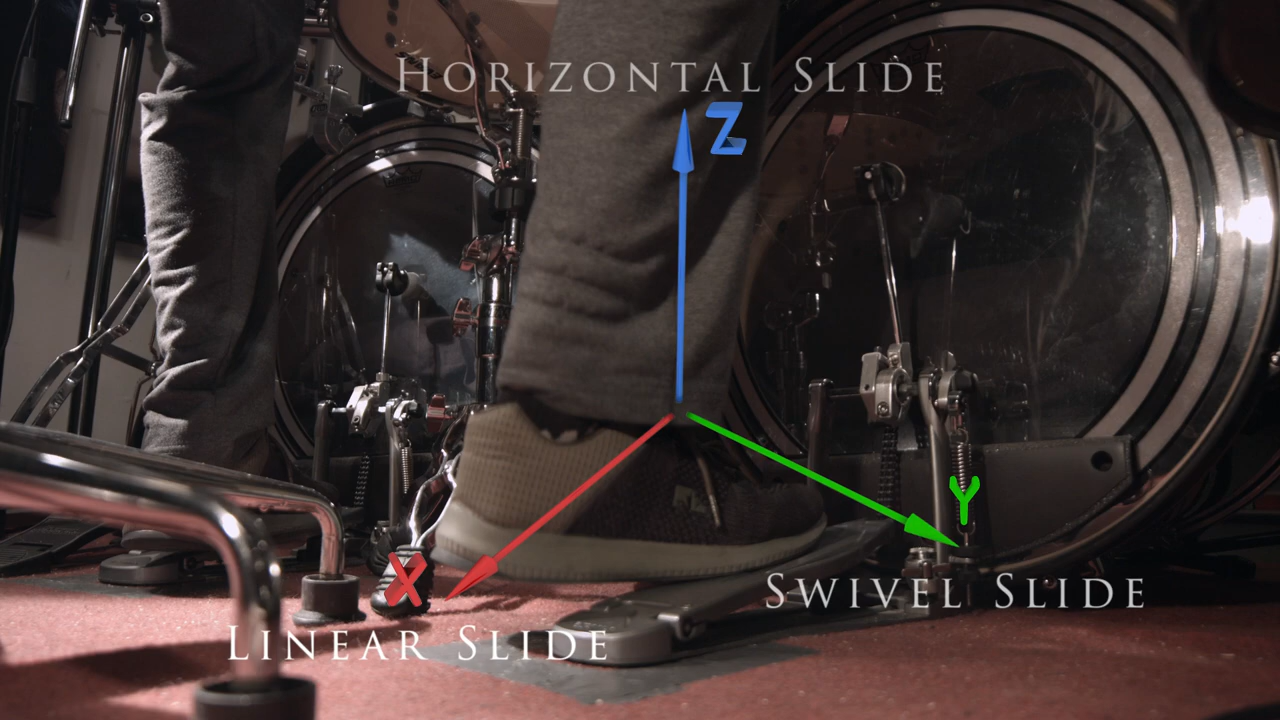 HORIZONTAL SLIDE
Z
Y
X
SWIVEL SLIDE
LINEAR SLIDE